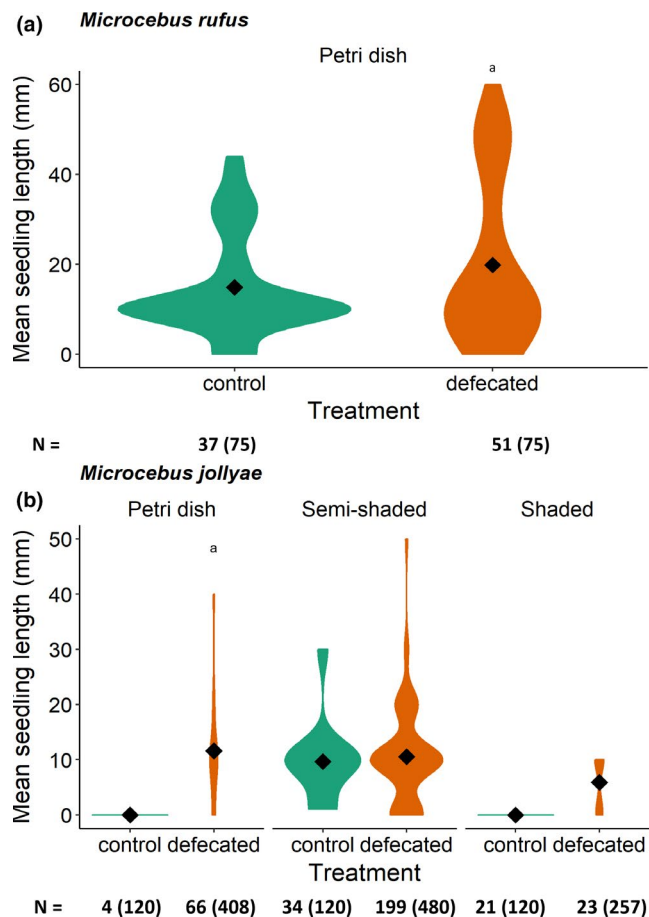 (a) Microcebus rufus
Petri dish
a
Mean seedling length (mm)
60
40
20
0
control defecated
Treatment
N = 37 (75) 51 (75)
Microcebus jollyae
(b)
Petri dish Semi-shaded Shaded
a
Mean seedling length (mm)
50
40
30
20
10
0
control defecated control defecated control defecated
Treatment
N = 4 (120) 66 (408) 34 (120) 199 (480) 21 (120) 23 (257)